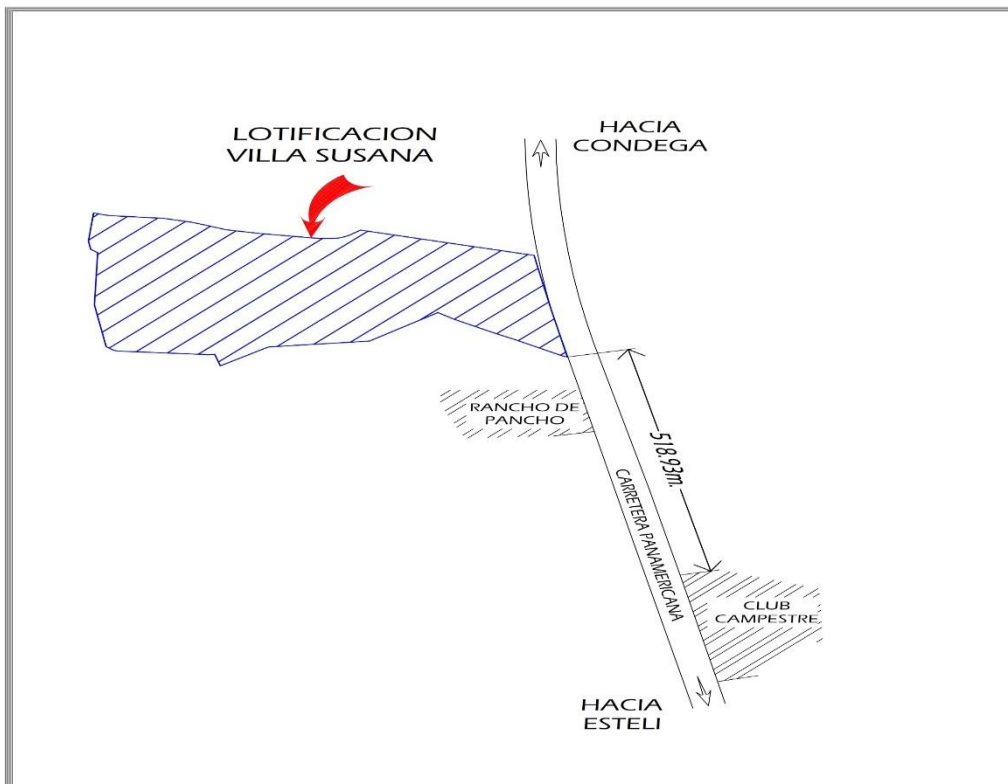 LOTIFICACION
VILLA SUSANA
HACIA
CONDEGA
RANCHO DE
PANCHO
518.93m.
CARRETERA PANAMERICANA
CLUB
CAMPESTRE
HACIA
ESTELI